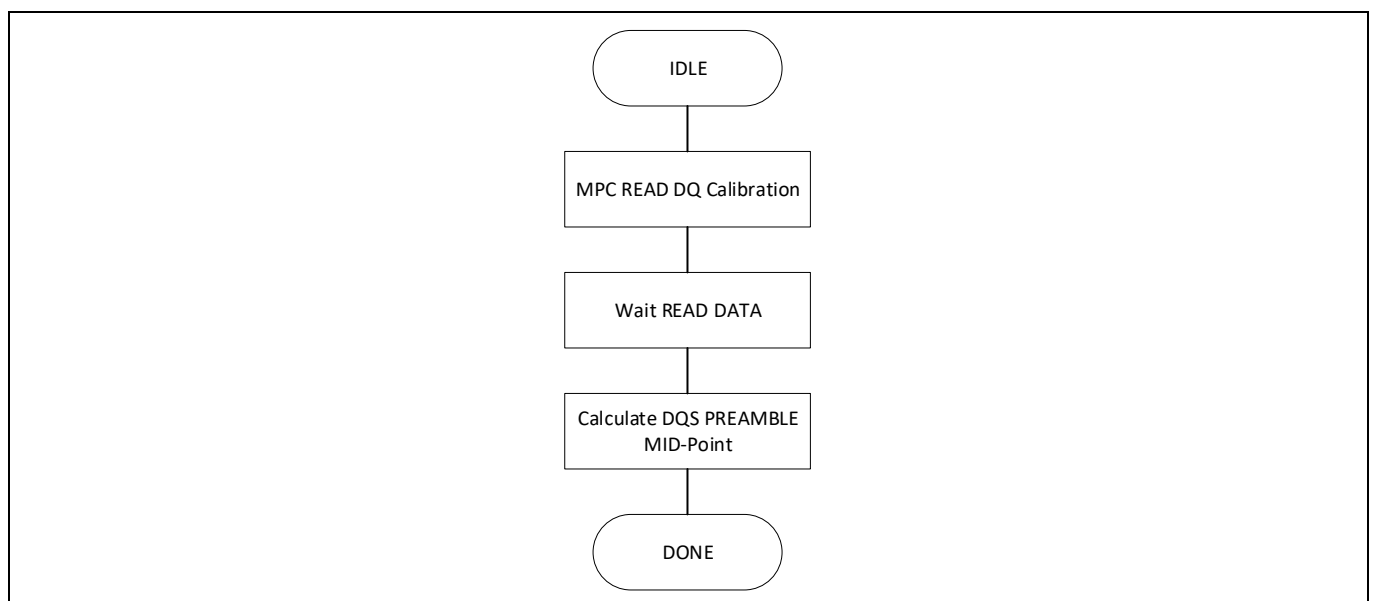 IDLE
MPC READ DQ Calibration
Wait READ DATA
Calculate DQS PREAMBLE
MID-Point
DONE